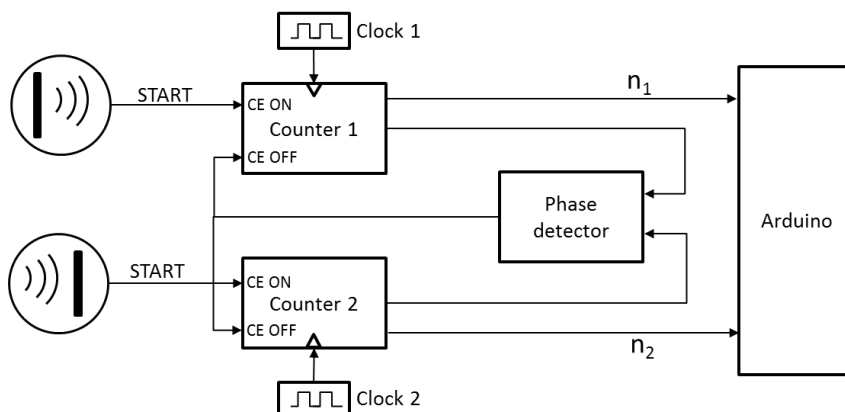 Clock 1
START
CE ON
Counter 1
CE OFF
n₁
Phase
detector
Arduino
START
CE ON
Counter 2
CE OFF
n₂
Clock 2